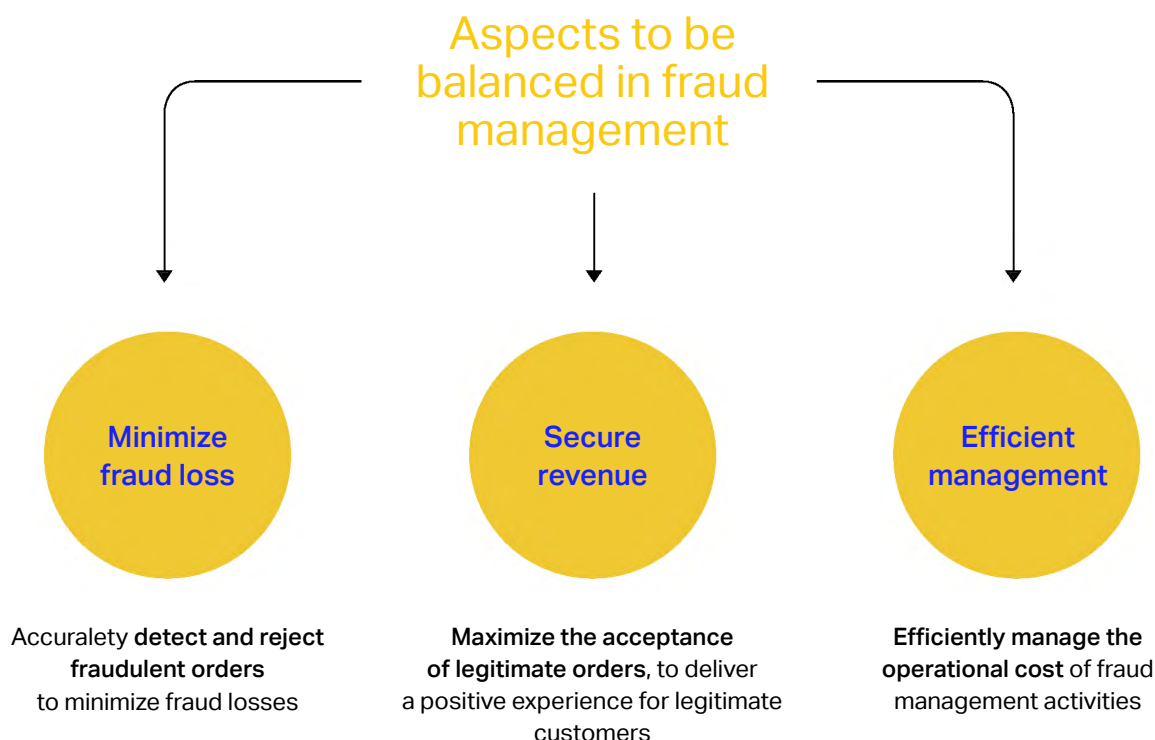 Aspects to be
balanced in fraud
management
Minimize
fraud loss
Secure
revenue
Efficient
management
Accuralety detect and reject
fraudulent orders
to minimize fraud losses
Maximize the acceptance
of legitimate orders, to deliver
a positive experience for legitimate
customers
Efficiently manage the
operational cost of fraud
management activities